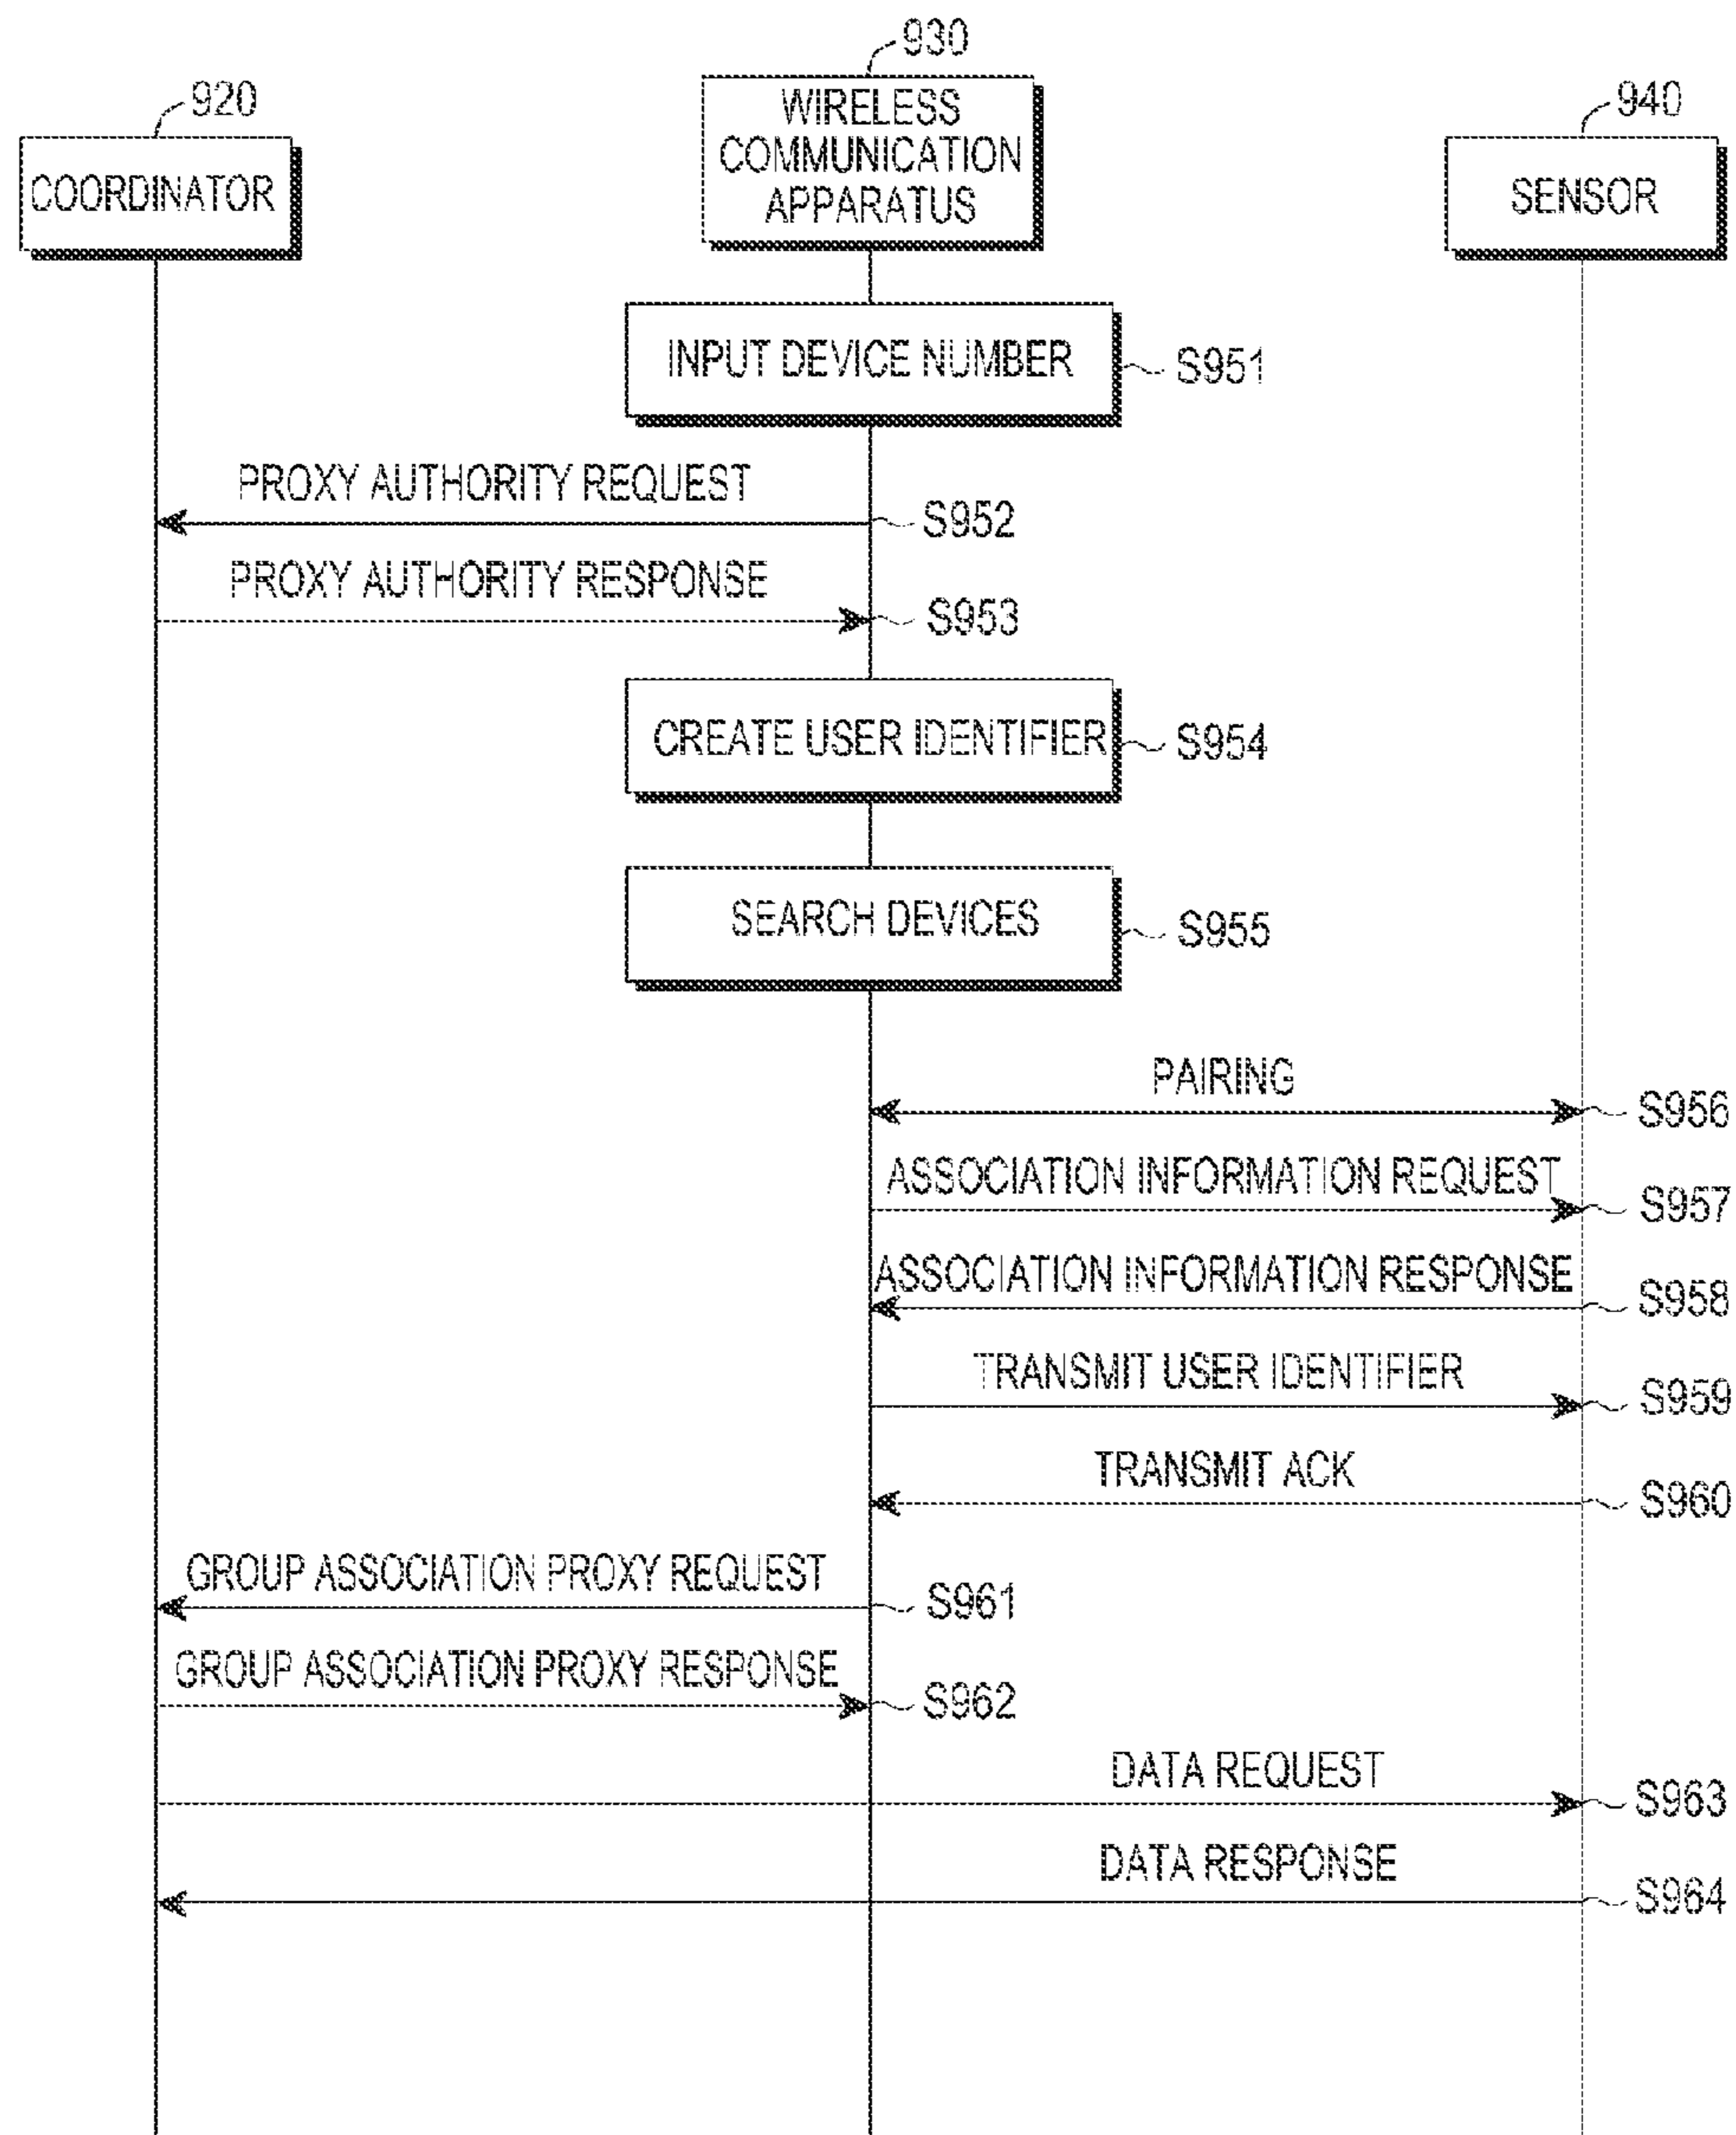 930
920
WIRELESS
COMMUNICATION
APPARATUS
940
COORDINATOR
SENSOR
INPUT DEVICE NUMBER
S951
PROXY AUTHORITY REQUEST
S952
PROXY AUTHORITY RESPONSE
S953
CREATE USER IDENTIFIER
S954
SEARCH DEVICES
S955
PAIRING
S956
ASSOCIATION INFORMATION REQUEST
S957
ASSOCIATION INFORMATION RESPONSE
S958
TRANSMIT USER IDENTIFIER
S959
TRANSMIT ACK
S960
GROUP ASSOCIATION PROXY REQUEST
S961
GROUP ASSOCIATION PROXY RESPONSE
S962
DATA REQUEST
S963
DATA RESPONSE
S964